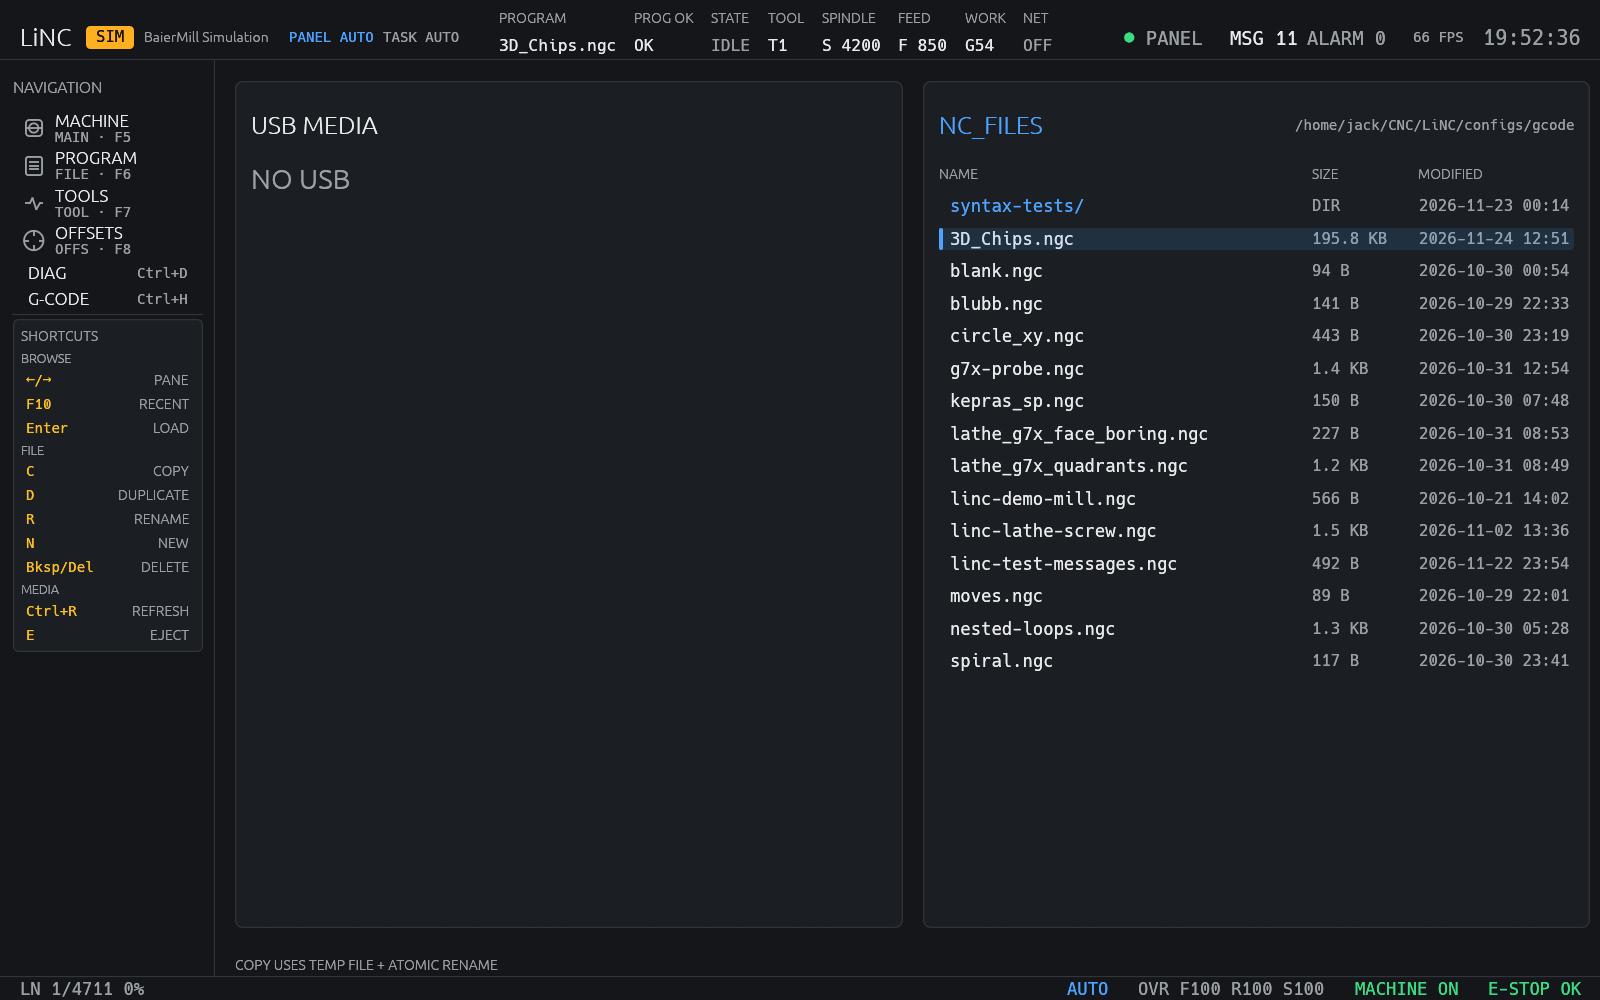 LiNC SIM BaierMill Simulation PANEL AUTO TASK AUTO
PROGRAM PROG OK STATE TOOL SPINDLE FEED WORK NET
3D_Chips.ngc OK IDLE T1 S 4200 F 850 G54 OFF
PANEL MSG 11 ALARM 0 66 FPS 19:52:36
NAVIGATION
MACHINE
MAIN · F5
PROGRAM
FILE · F6
TOOLS
TOOL · F7
OFFSETS
OFFS · F8
DIAG Ctrl+D
G-CODE Ctrl+H
SHORTCUTS
BROWSE
←/→ PANE
F10 RECENT
Enter LOAD
FILE
C COPY
D DUPLICATE
R RENAME
N NEW
Bksp/Del DELETE
MEDIA
Ctrl+R REFRESH
E EJECT
USB MEDIA
NO USB
NC_FILES /home/jack/CNC/LiNC/configs/gcode
NAME SIZE MODIFIED
syntax-tests/ DIR 2026-11-23 00:14
3D_Chips.ngc 195.8 KB 2026-11-24 12:51
blank.ngc 94 B 2026-10-30 00:54
blubb.ngc 141 B 2026-10-29 22:33
circle_xy.ngc 443 B 2026-10-30 23:19
g7x-probe.ngc 1.4 KB 2026-10-31 12:54
kepras_sp.ngc 150 B 2026-10-30 07:48
lathe_g7x_face_boring.ngc 227 B 2026-10-31 08:53
lathe_g7x_quadrants.ngc 1.2 KB 2026-10-31 08:49
linc-demo-mill.ngc 566 B 2026-10-21 14:02
linc-lathe-screw.ngc 1.5 KB 2026-11-02 13:36
linc-test-messages.ngc 492 B 2026-11-22 23:54
moves.ngc 89 B 2026-10-29 22:01
nested-loops.ngc 1.3 KB 2026-10-30 05:28
spiral.ngc 117 B 2026-10-30 23:41
COPY USES TEMP FILE + ATOMIC RENAME
LN 1/4711 0% AUTO OVR F100 R100 S100 MACHINE ON E-STOP OK